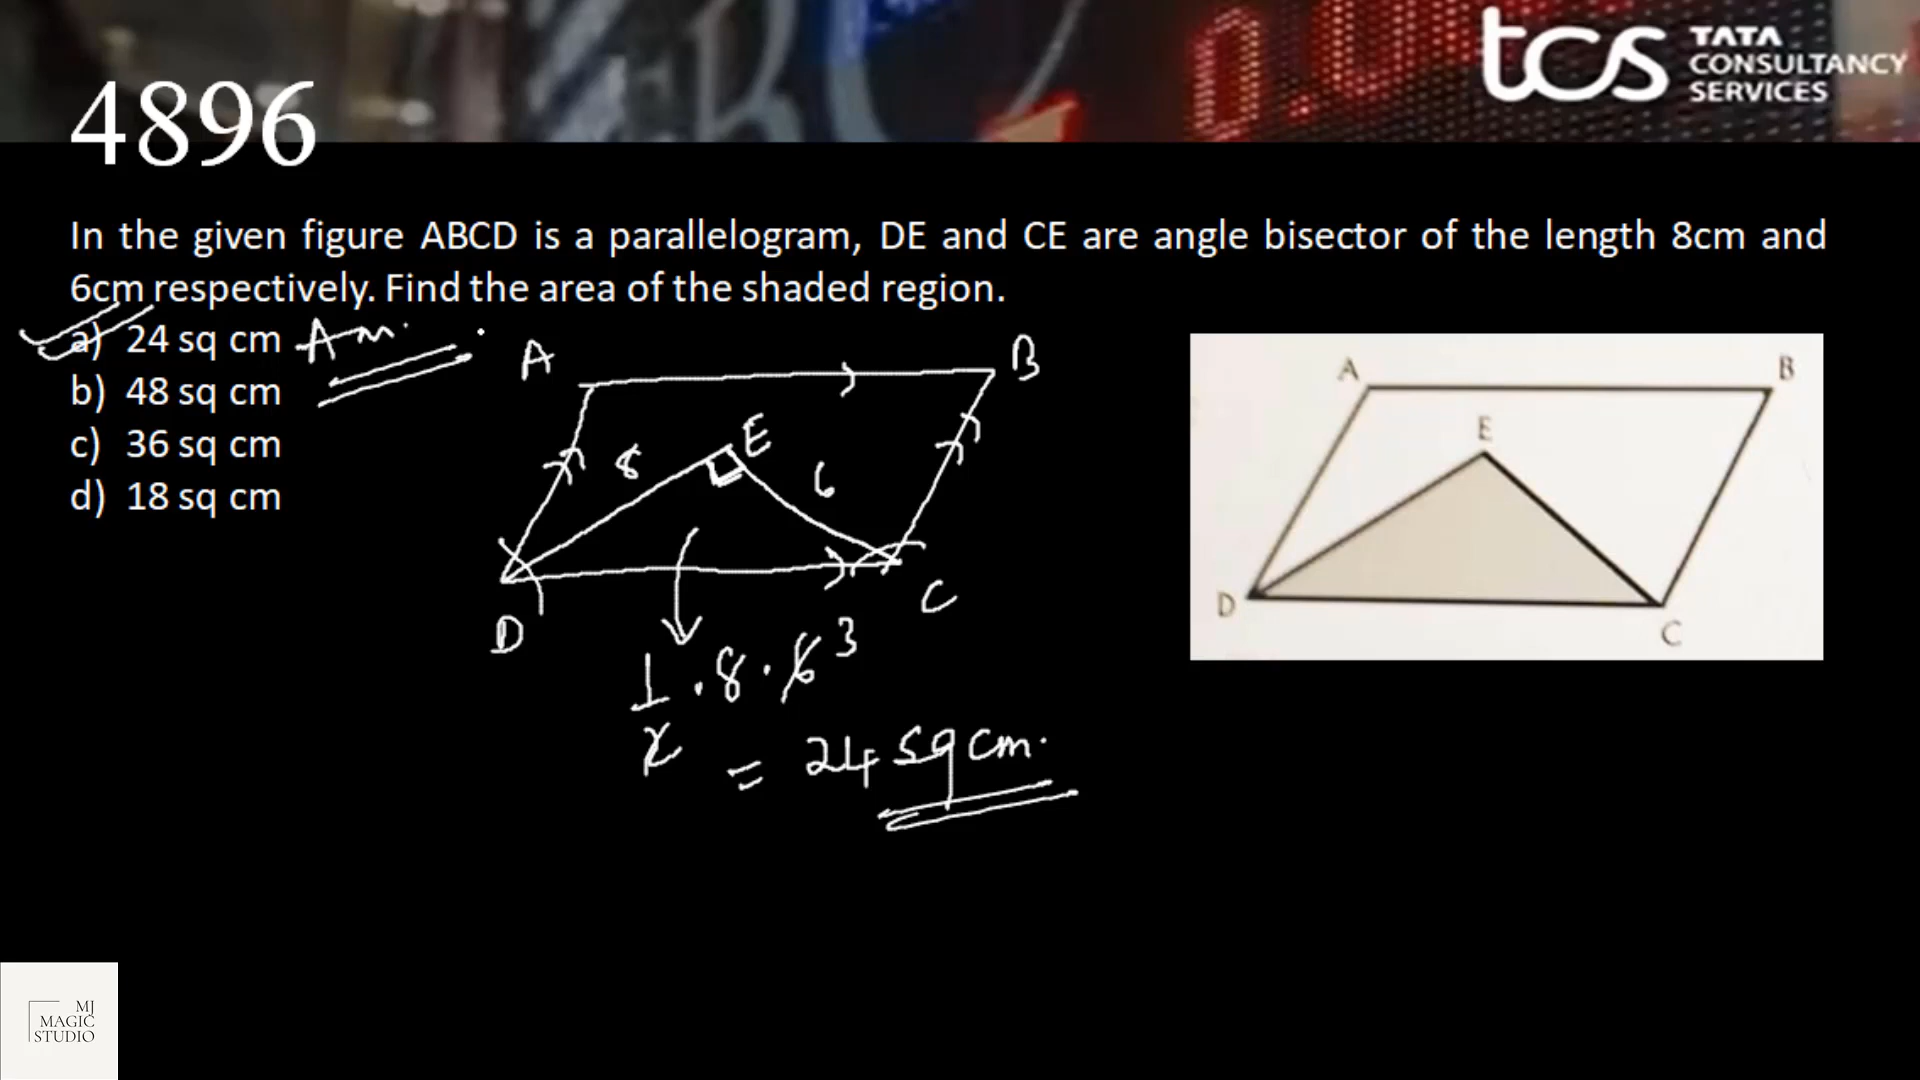 tcs TATA
CONSULTANCY
SERVICES
4896
In the given figure ABCD is a parallelogram, DE and CE are angle bisector of the length 8cm and
6cm respectively. Find the area of the shaded region.
a) 24 sq cm
b) 48 sq cm
c) 36 sq cm
d) 18 sq cm
A
B
E
8
6
D
C
1 . 8 . 6 3
2
= 24 sq cm.
A
B
E
D
C
MJ
MAGIC
STUDIO